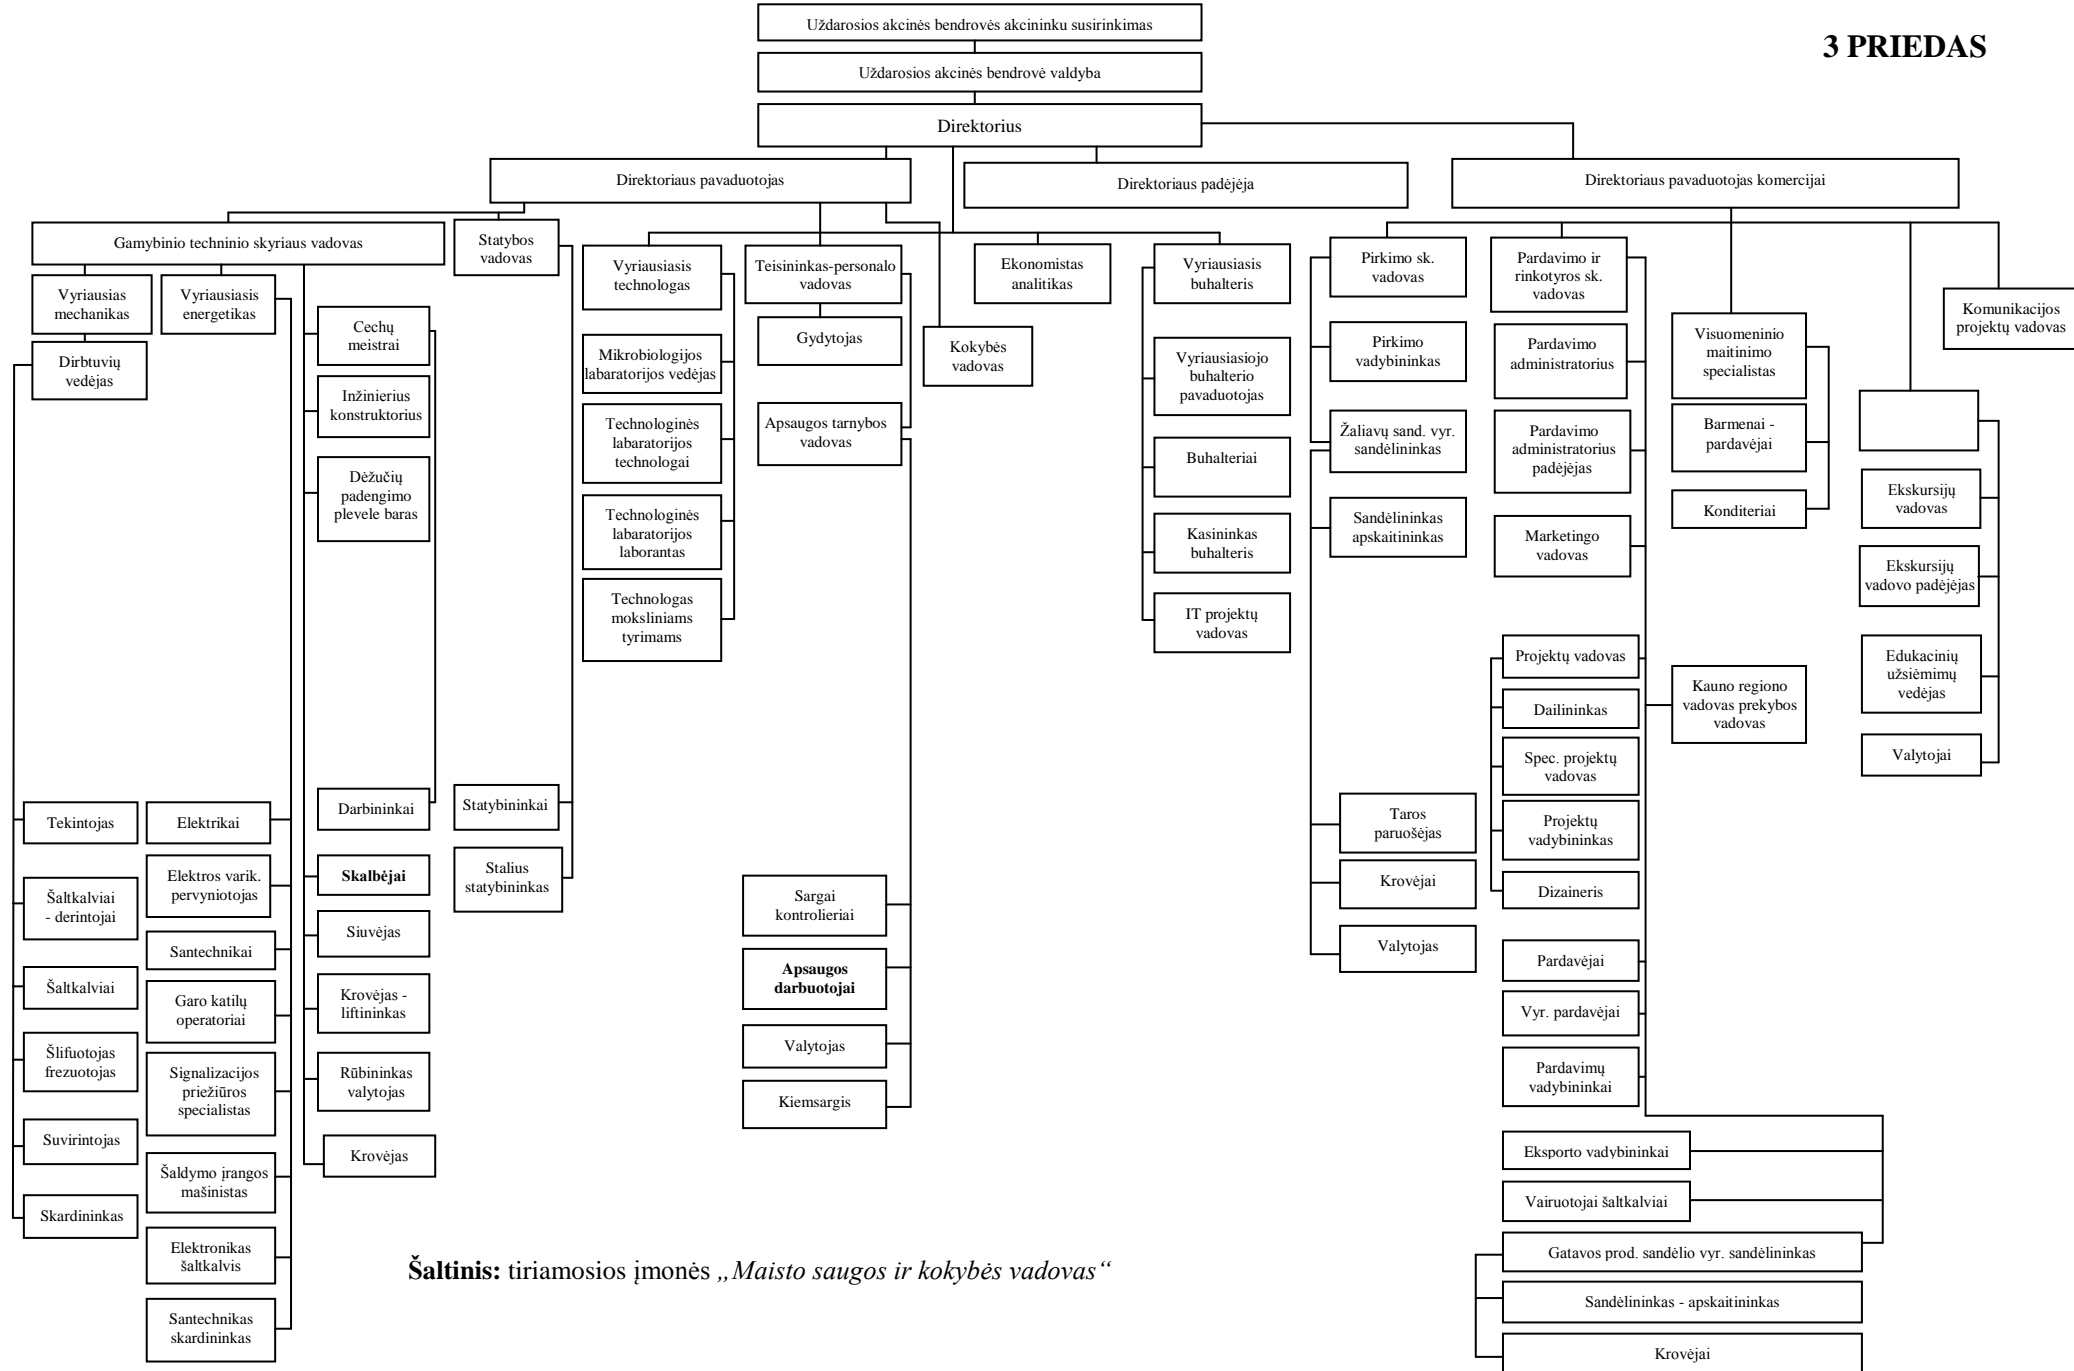 Uždarosios akcinės bendrovės akcininku susirinkimas
3 PRIEDAS
Uždarosios akcinės bendrovė valdyba
Direktorius
Direktoriaus pavaduotojas
Direktoriaus padėjėja
Direktoriaus pavaduotojas komercijai
Gamybinio techninio skyriaus vadovas
Statybos
vadovas
Vyriausias
mechanikas
Dirbtuvių
vedėjas
Tekintojas
Šaltkalviai
- derintojai
Šaltkalviai
Šlifuotojas
frezuotojas
Suvirintojas
Skardininkas
Vyriausiasis
energetikas
Elektrikai
Elektros varik.
pervyniotojas
Santechnikai
Garo katilų
operatoriai
Signalizacijos
priežiūros
specialistas
Šaldymo įrangos
mašinistas
Elektronikas
šaltkalvis
Santechnikas
skardininkas
Cechų
meistrai
Inžinierius
konstruktorius
Dėžučių
padengimo
plevele baras
Darbininkai
Skalbėjai
Siuvėjas
Krovėjas -
liftininkas
Rūbininkas
valytojas
Krovėjas
Statybininkai
Stalius
statybininkas
Vyriausiasis
technologas
Mikrobiologijos
labaratorijos vedėjas
Technologinės
labaratorijos
technologai
Technologinės
labaratorijos
laborantas
Technologas
moksliniams
tyrimams
Teisininkas-personalo
vadovas
Gydytojas
Apsaugos tarnybos
vadovas
Sargai
kontrolieriai
Apsaugos
darbuotojai
Valytojas
Kiemsargis
Kokybės
vadovas
Ekonomistas
analitikas
Vyriausiasis
buhalteris
Vyriausiasiojo
buhalterio
pavaduotojas
Buhalteriai
Kasininkas
buhalteris
IT projektų
vadovas
Pirkimo sk.
vadovas
Pirkimo
vadybininkas
Žaliavų sand. vyr.
sandėlininkas
Sandėlininkas
apskaitininkas
Taros
paruošėjas
Krovėjai
Valytojas
Pardavimo ir
rinkotyros sk.
vadovas
Pardavimo
administratorius
Pardavimo
administratorius
padėjėjas
Marketingo
vadovas
Projektų vadovas
Dailininkas
Spec. projektų
vadovas
Projektų
vadybininkas
Dizaineris
Pardavėjai
Vyr. pardavėjai
Pardavimų
vadybininkai
Eksporto vadybininkai
Vairuotojai šaltkalviai
Gatavos prod. sandėlio vyr. sandėlininkas
Sandėlininkas - apskaitininkas
Krovėjai
Visuomeninio
maitinimo
specialistas
Barmenai -
pardavėjai
Konditeriai
Kauno regiono
vadovas prekybos
vadovas
Ekskursijų
vadovas
Ekskursijų
vadovo padėjėjas
Edukacinių
užsiėmimų
vedėjas
Valytojai
Komunikacijos
projektų vadovas
Šaltinis: tiriamosios įmonės „Maisto saugos ir kokybės vadovas“